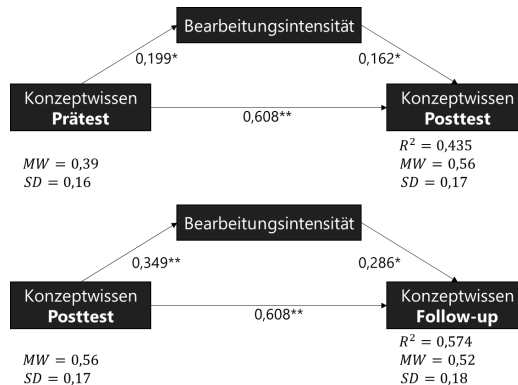 Bearbeitungsintensität
0,199*
0,162*
Konzeptwissen
Prätest
0,608**
Konzeptwissen
Posttest
MW = 0,39
SD = 0,16
R² = 0,435
MW = 0,56
SD = 0,17
Bearbeitungsintensität
0,349**
0,286*
Konzeptwissen
Posttest
0,608**
Konzeptwissen
Follow-up
MW = 0,56
SD = 0,17
R² = 0,574
MW = 0,52
SD = 0,18